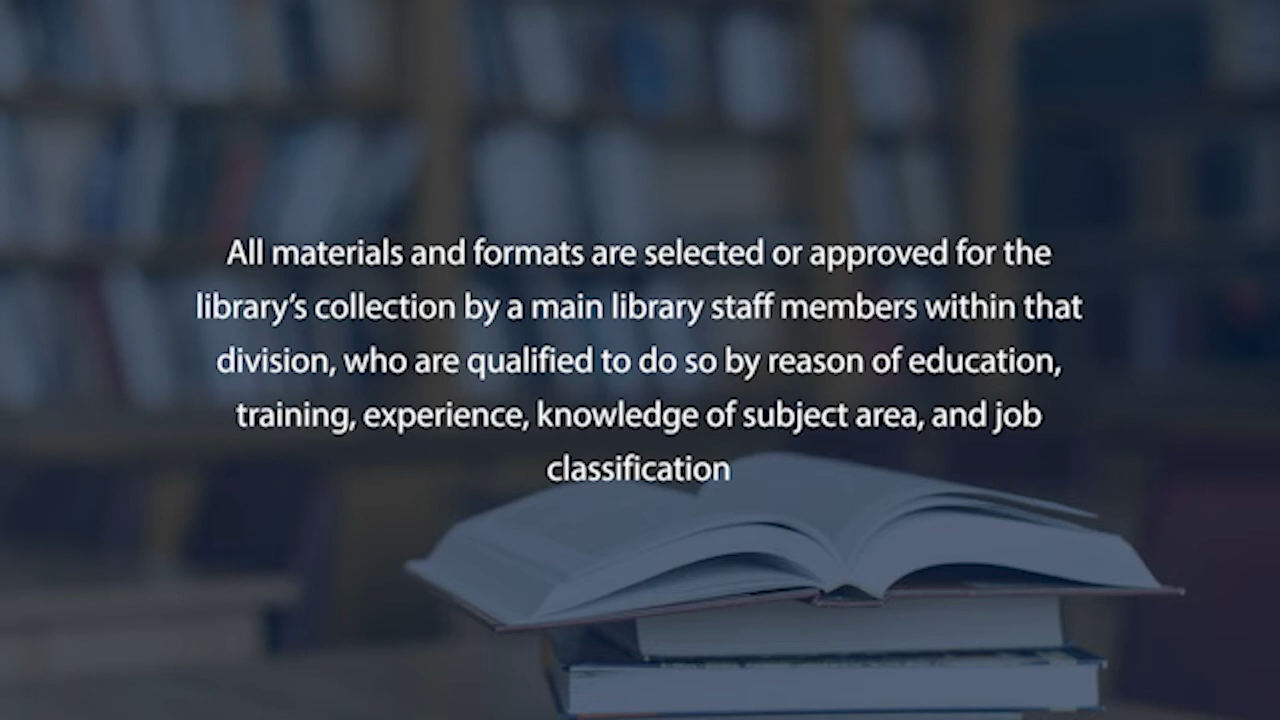 All materials and formats are selected or approved for the
library’s collection by a main library staff members within that
division, who are qualified to do so by reason of education,
training, experience, knowledge of subject area, and job
classification